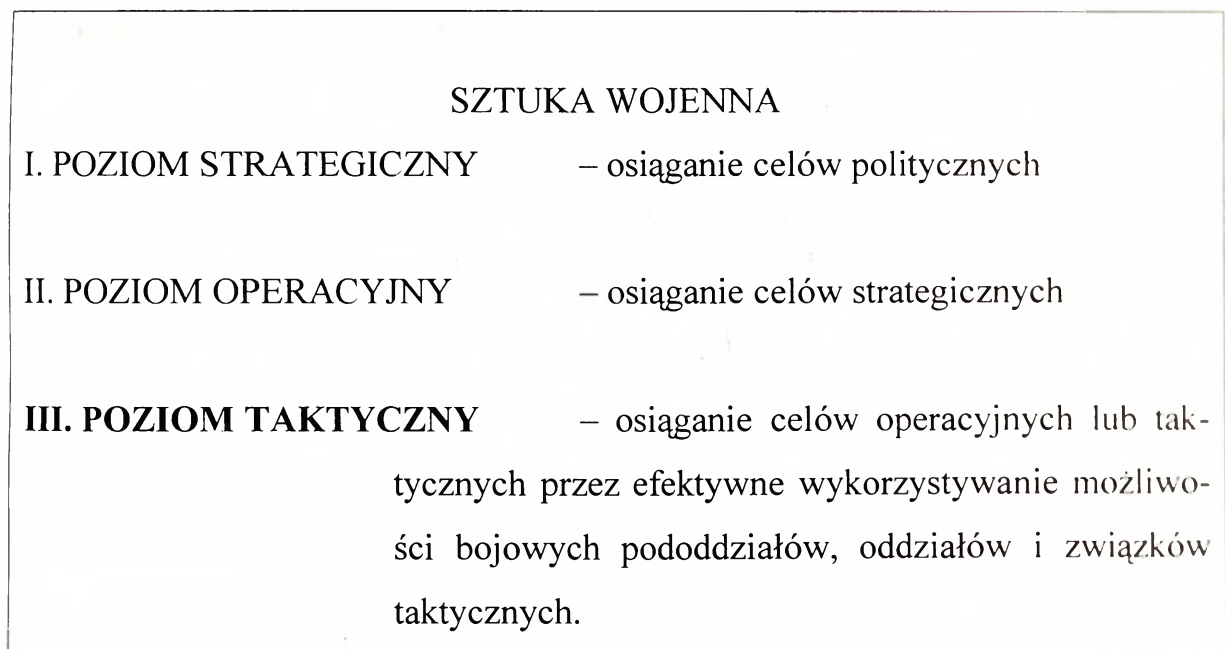 SZTUKA WOJENNA
I. POZIOM STRATEGICZNY – osiąganie celów politycznych
II. POZIOM OPERACYJNY – osiąganie celów strategicznych
III. POZIOM TAKTYCZNY – osiąganie celów operacyjnych lub tak-
tycznych przez efektywne wykorzystywanie możliwo-
ści bojowych pododdziałów, oddziałów i związków
taktycznych.